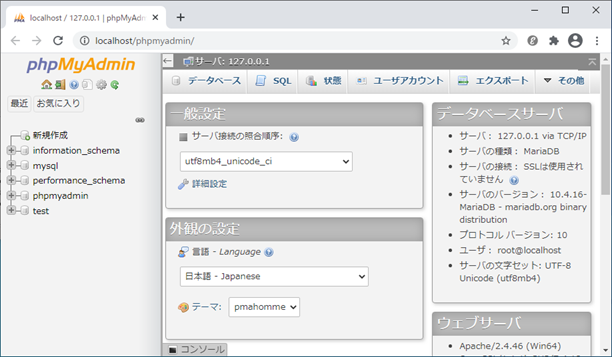 localhost / 127.0.0.1 | phpMyAdm
localhost/phpmyadmin/
phpMyAdmin
最近 お気に入り
新規作成
information_schema
mysql
performance_schema
phpmyadmin
test
サーバ: 127.0.0.1
データベース SQL 状態 ユーザアカウント エクスポート その他
一般設定
サーバ接続の照合順序:
utf8mb4_unicode_ci
詳細設定
外観の設定
言語 - Language
日本語 - Japanese
テーマ: pmahomme
コンソール
データベースサーバ
サーバ： 127.0.0.1 via TCP/IP
サーバの種類： MariaDB
サーバの接続： SSLは使用され
ていません
サーバのバージョン： 10.4.16-
MariaDB - mariadb.org binary
distribution
プロトコル バージョン: 10
ユーザ： root@localhost
サーバの文字セット: UTF-8
Unicode (utf8mb4)
ウェブサーバ
Apache/2.4.46 (Win64)